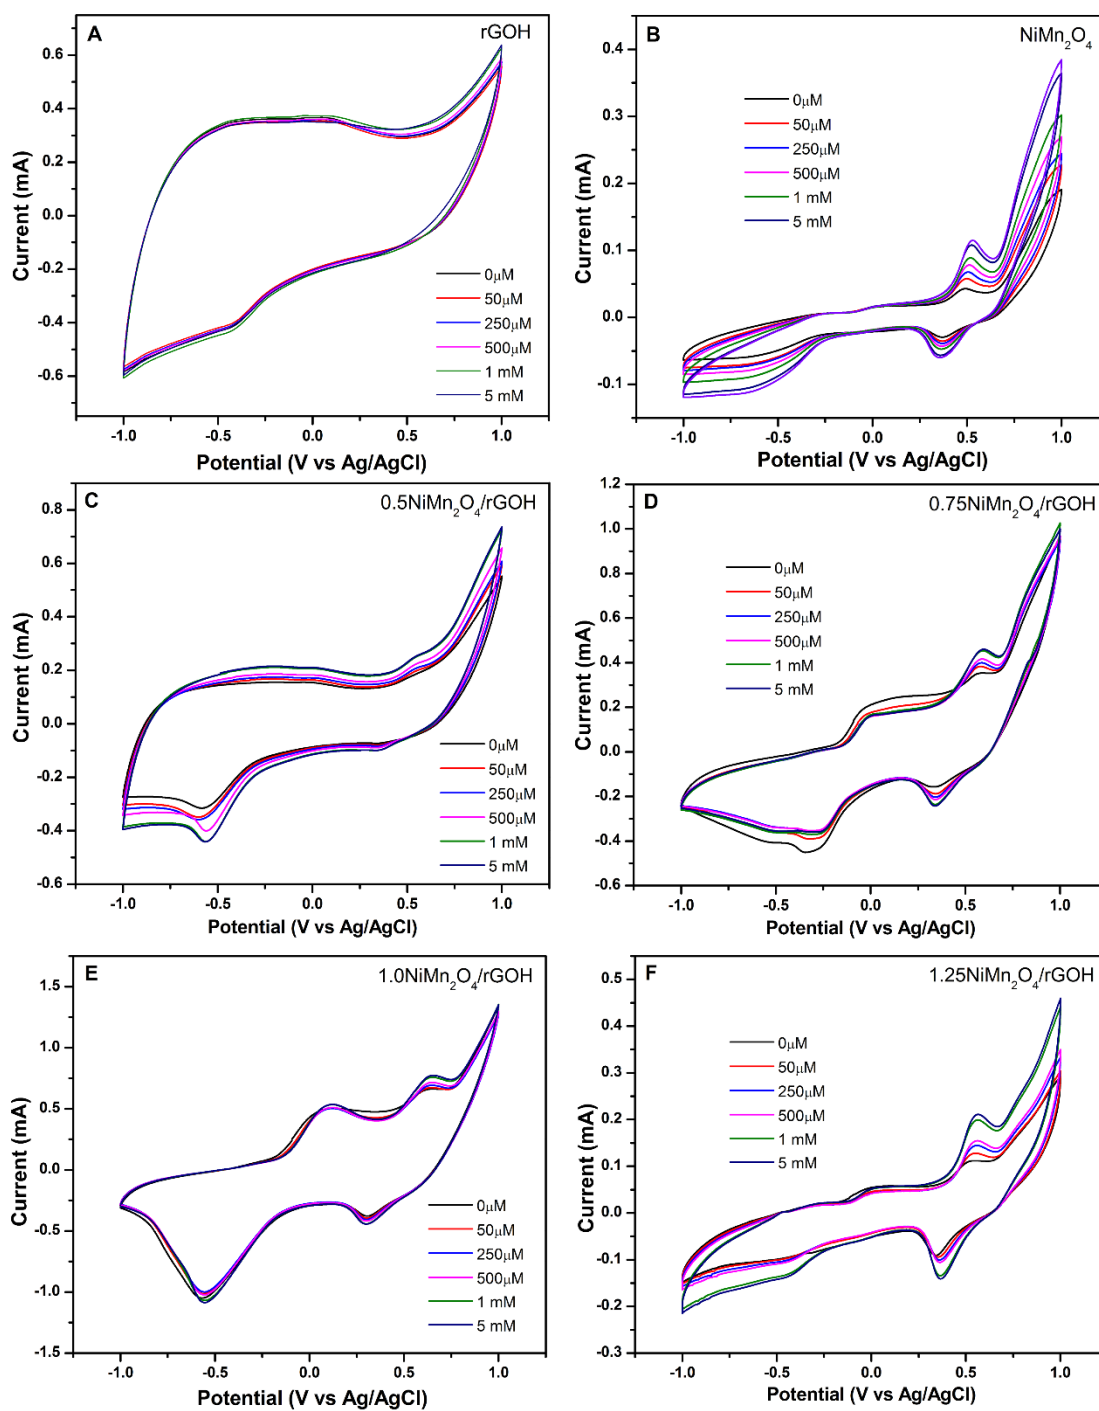 A
rGOH
0.6
0.4
0.2
0.0
-0.2
-0.4
-0.6
Current (mA)
0μM
50μM
250μM
500μM
1 mM
5 mM
-1.0
-0.5
0.0
0.5
1.0
Potential (V vs Ag/AgCl)
B
NiMn2O4
0.4
0.3
0.2
0.1
0.0
-0.1
Current (mA)
0μM
50μM
250μM
500μM
1 mM
5 mM
-1.0
-0.5
0.0
0.5
1.0
Potential (V vs Ag/AgCl)
C
0.5NiMn2O4/rGOH
0.8
0.6
0.4
0.2
0.0
-0.2
-0.4
-0.6
Current (mA)
0μM
50μM
250μM
500μM
1 mM
5 mM
-1.0
-0.5
0.0
0.5
1.0
Potential (V vs Ag/AgCl)
D
0.75NiMn2O4/rGOH
1.2
1.0
0.8
0.6
0.4
0.2
0.0
-0.2
-0.4
-0.6
Current (mA)
0μM
50μM
250μM
500μM
1 mM
5 mM
-1.0
-0.5
0.0
0.5
1.0
Potential (V vs Ag/AgCl)
E
1.0NiMn2O4/rGOH
1.5
1.0
0.5
0.0
-0.5
-1.0
-1.5
Current (mA)
0μM
50μM
250μM
500μM
1 mM
5 mM
-1.0
-0.5
0.0
0.5
1.0
Potential (V vs Ag/AgCl)
F
1.25NiMn2O4/rGOH
0.5
0.4
0.3
0.2
0.1
0.0
-0.1
-0.2
-0.3
Current (mA)
0μM
50μM
250μM
500μM
1 mM
5 mM
-1.0
-0.5
0.0
0.5
1.0
Potential (V vs Ag/AgCl)